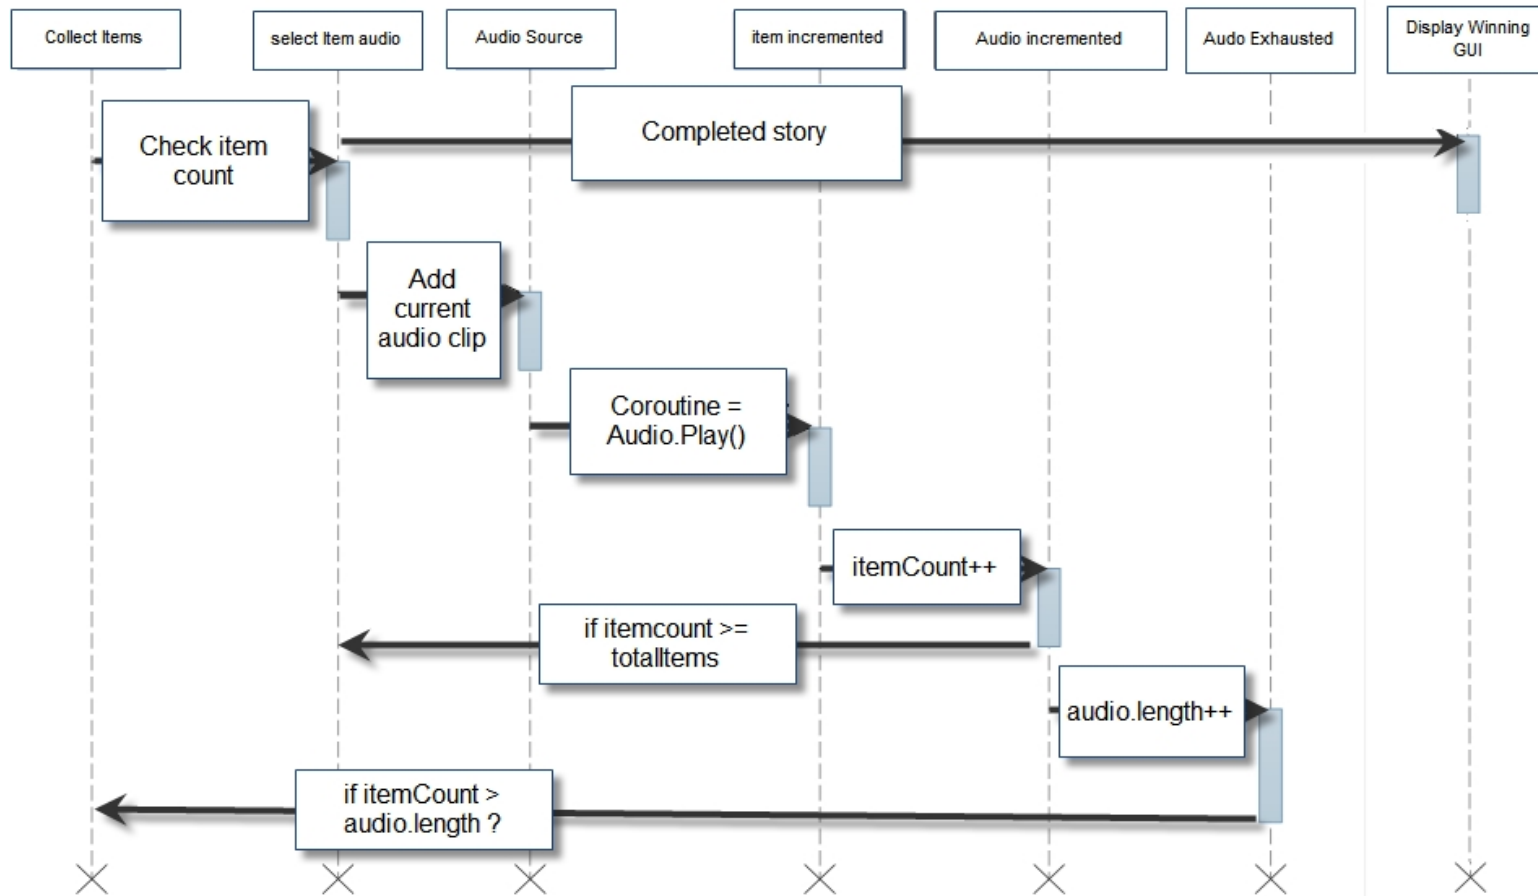 Collect Items
select Item audio
Audio Source
item incremented
Audio incremented
Audo Exhausted
Display Winning
GUI
Check item
count
Completed story
Add
current
audio clip
Coroutine =
Audio.Play()
itemCount++
if itemcount >=
totalItems
audio.length++
if itemCount >
audio.length ?